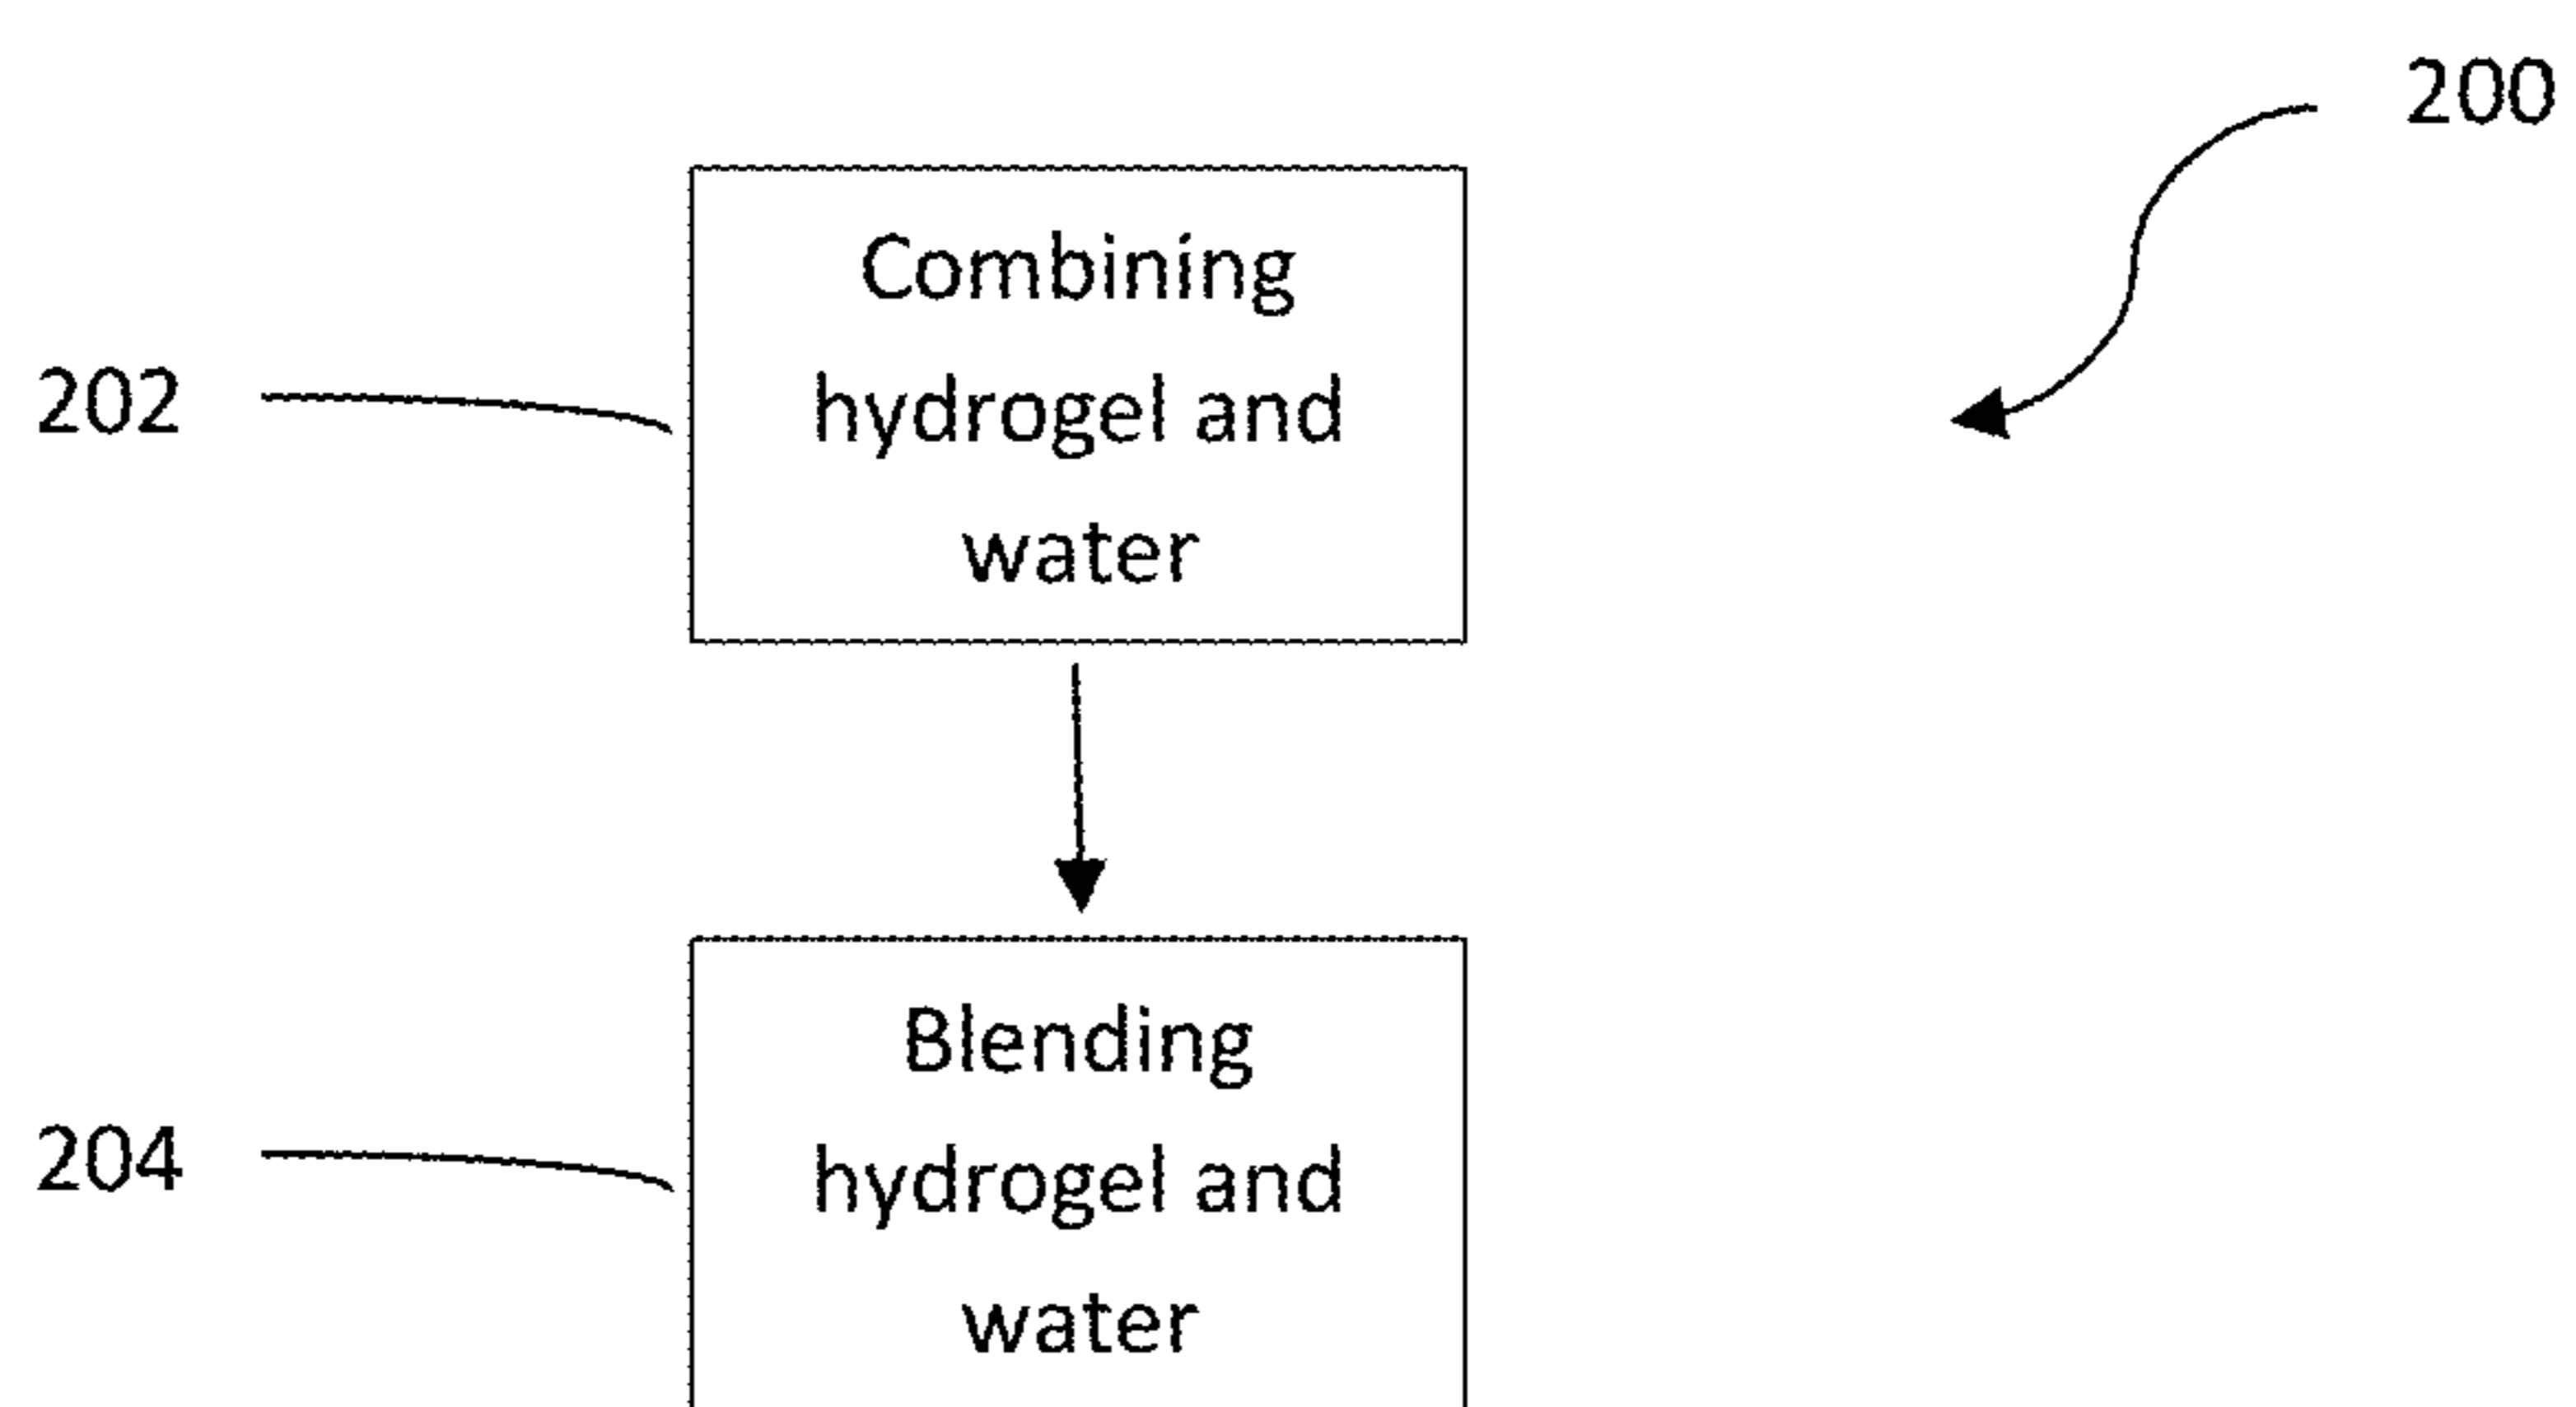 200
Combining
202
hydrogel and
water
Blending
204
hydrogel and
water